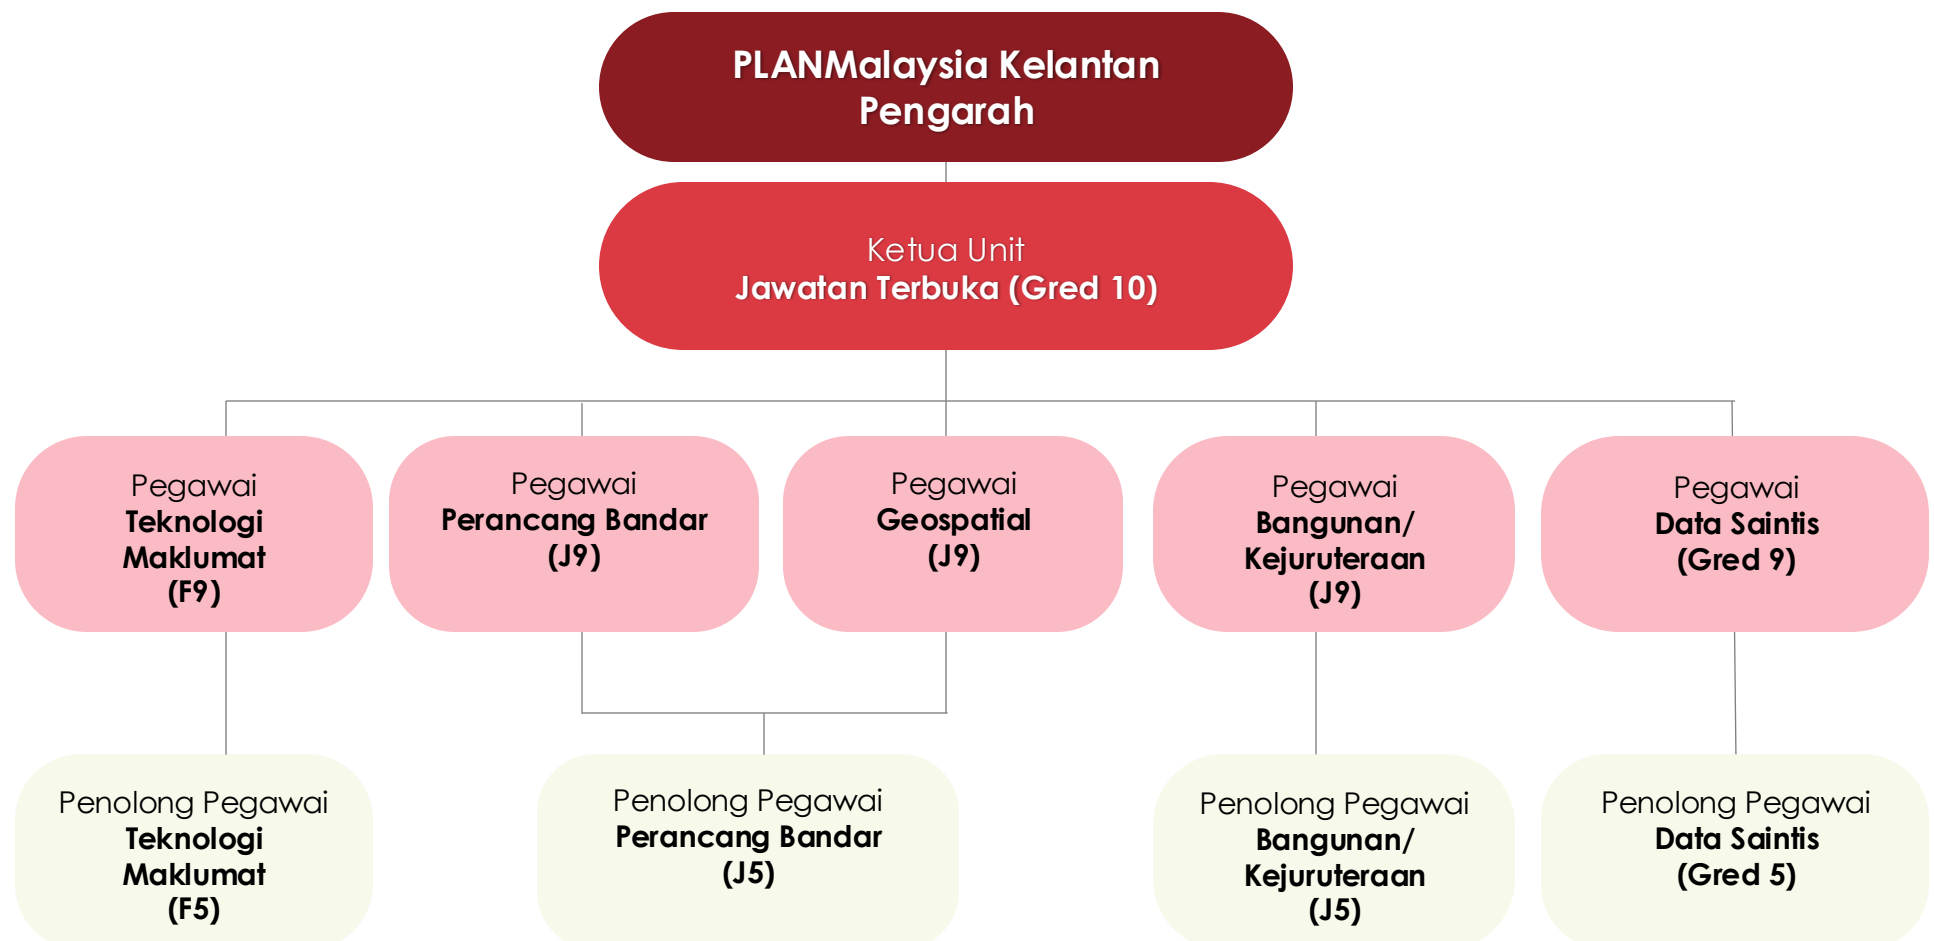 PLANMalaysia Kelantan
Pengarah
Ketua Unit
Jawatan Terbuka (Gred 10)
Pegawai
Teknologi
Maklumat
(F9)
Pegawai
Perancang Bandar
(J9)
Pegawai
Geospatial
(J9)
Pegawai
Bangunan/
Kejuruteraan
(J9)
Pegawai
Data Saintis
(Gred 9)
Penolong Pegawai
Teknologi
Maklumat
(F5)
Penolong Pegawai
Perancang Bandar
(J5)
Penolong Pegawai
Bangunan/
Kejuruteraan
(J5)
Penolong Pegawai
Data Saintis
(Gred 5)